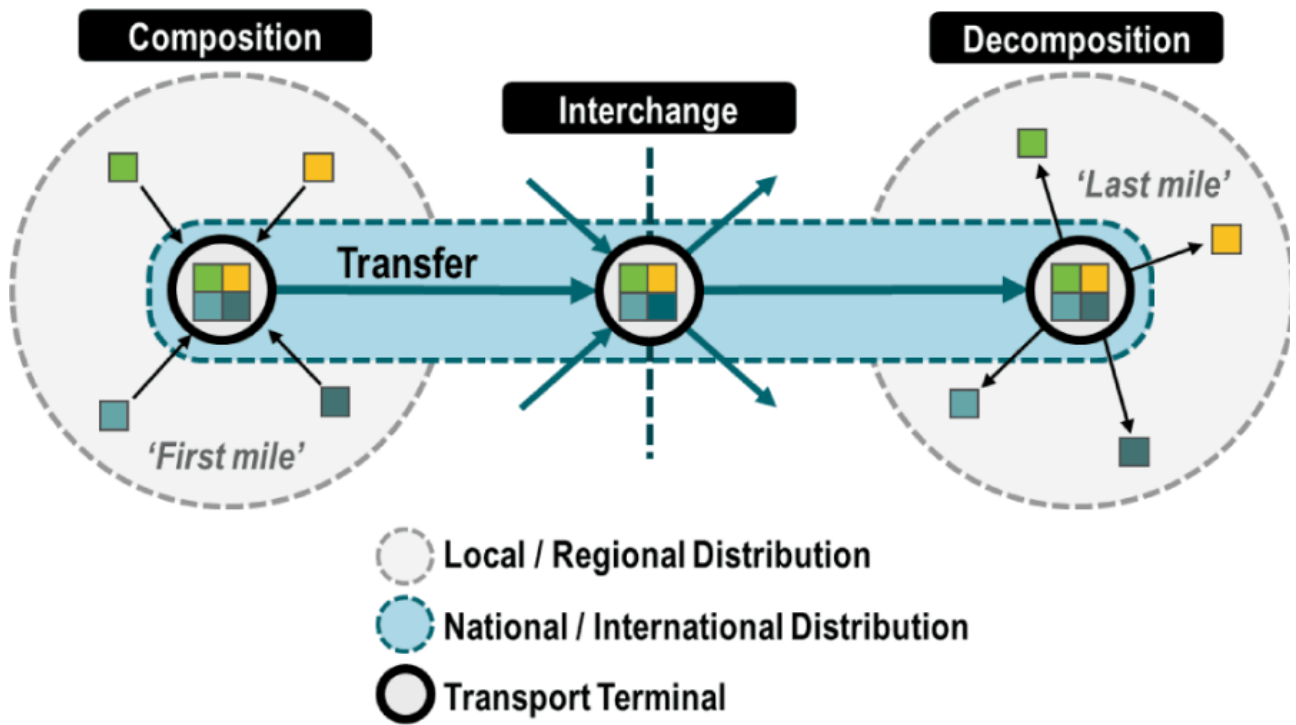 Composition
Decomposition
Interchange
'Last mile'
Transfer
'First mile'
Local / Regional Distribution
National / International Distribution
Transport Terminal